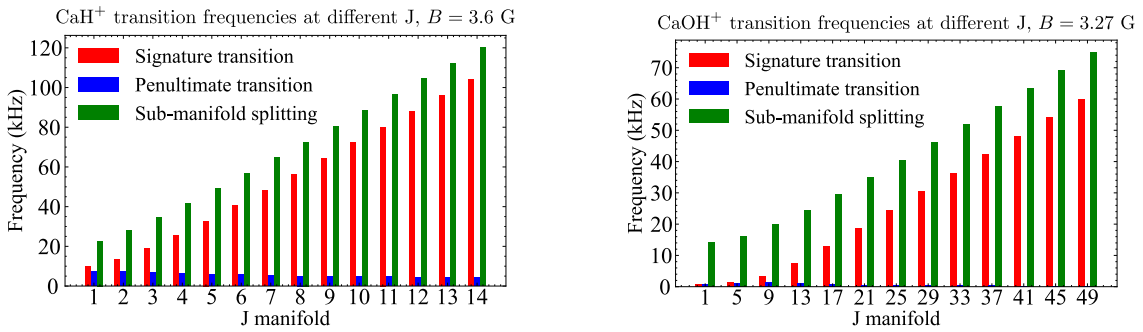 CaH⁺ transition frequencies at different J, B = 3.6 G
Frequency (kHz)
120
100
80
60
40
20
0
Signature transition
Penultimate transition
Sub-manifold splitting
1 2 3 4 5 6 7 8 9 10 11 12 13 14
J manifold
CaOH⁺ transition frequencies at different J, B = 3.27 G
Frequency (kHz)
70
60
50
40
30
20
10
0
Signature transition
Penultimate transition
Sub-manifold splitting
1 5 9 13 17 21 25 29 33 37 41 45 49
J manifold